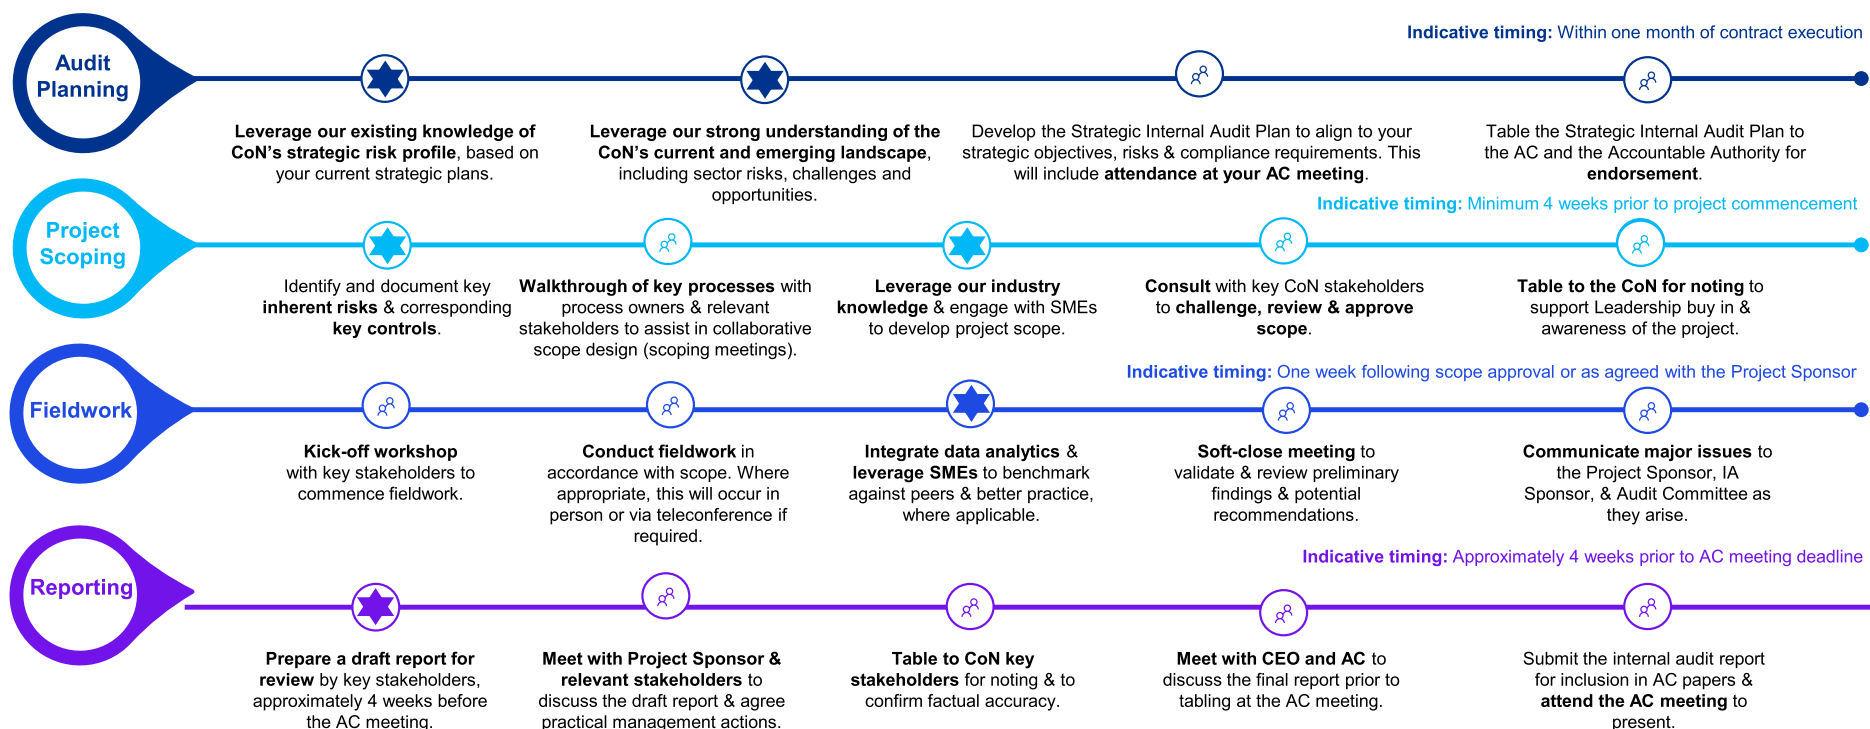 Indicative timing: Within one month of contract execution
Audit
Planning
Leverage our existing knowledge of
CoN's strategic risk profile, based on
your current strategic plans.
Leverage our strong understanding of the
CoN's current and emerging landscape,
including sector risks, challenges and
opportunities.
Develop the Strategic Internal Audit Plan to align to your
strategic objectives, risks & compliance requirements. This
will include attendance at your AC meeting.
Table the Strategic Internal Audit Plan to
the AC and the Accountable Authority for
endorsement.
Indicative timing: Minimum 4 weeks prior to project commencement
Project
Scoping
Identify and document key
inherent risks & corresponding
key controls.
Walkthrough of key processes with
process owners & relevant
stakeholders to assist in collaborative
scope design (scoping meetings).
Leverage our industry
knowledge & engage with SMEs
to develop project scope.
Consult with key CoN stakeholders
to challenge, review & approve
scope.
Table to the CoN for noting to
support Leadership buy in &
awareness of the project.
Indicative timing: One week following scope approval or as agreed with the Project Sponsor
Fieldwork
Kick-off workshop
with key stakeholders to
commence fieldwork.
Conduct fieldwork in
accordance with scope. Where
appropriate, this will occur in
person or via teleconference if
required.
Integrate data analytics &
leverage SMEs to benchmark
against peers & better practice,
where applicable.
Soft-close meeting to
validate & review preliminary
findings & potential
recommendations.
Communicate major issues to
the Project Sponsor, IA
Sponsor, & Audit Committee as
they arise.
Indicative timing: Approximately 4 weeks prior to AC meeting deadline
Reporting
Prepare a draft report for
review by key stakeholders,
approximately 4 weeks before
the AC meeting.
Meet with Project Sponsor &
relevant stakeholders to
discuss the draft report & agree
practical management actions.
Table to CoN key
stakeholders for noting & to
confirm factual accuracy.
Meet with CEO and AC to
discuss the final report prior to
tabling at the AC meeting.
Submit the internal audit report
for inclusion in AC papers &
attend the AC meeting to
present.